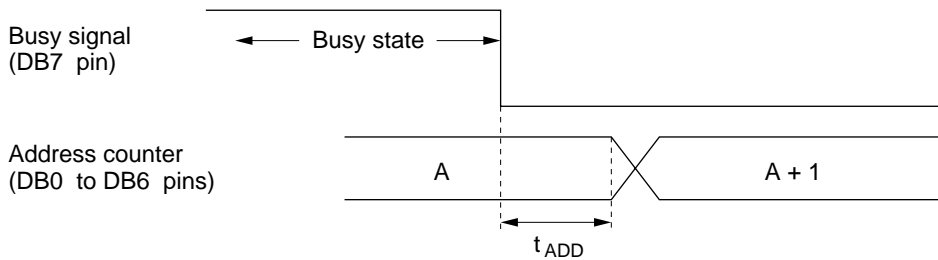 Busy signal
(DB7 pin)
Busy state
Address counter
(DB0 to DB6 pins)
A
A + 1
t ADD